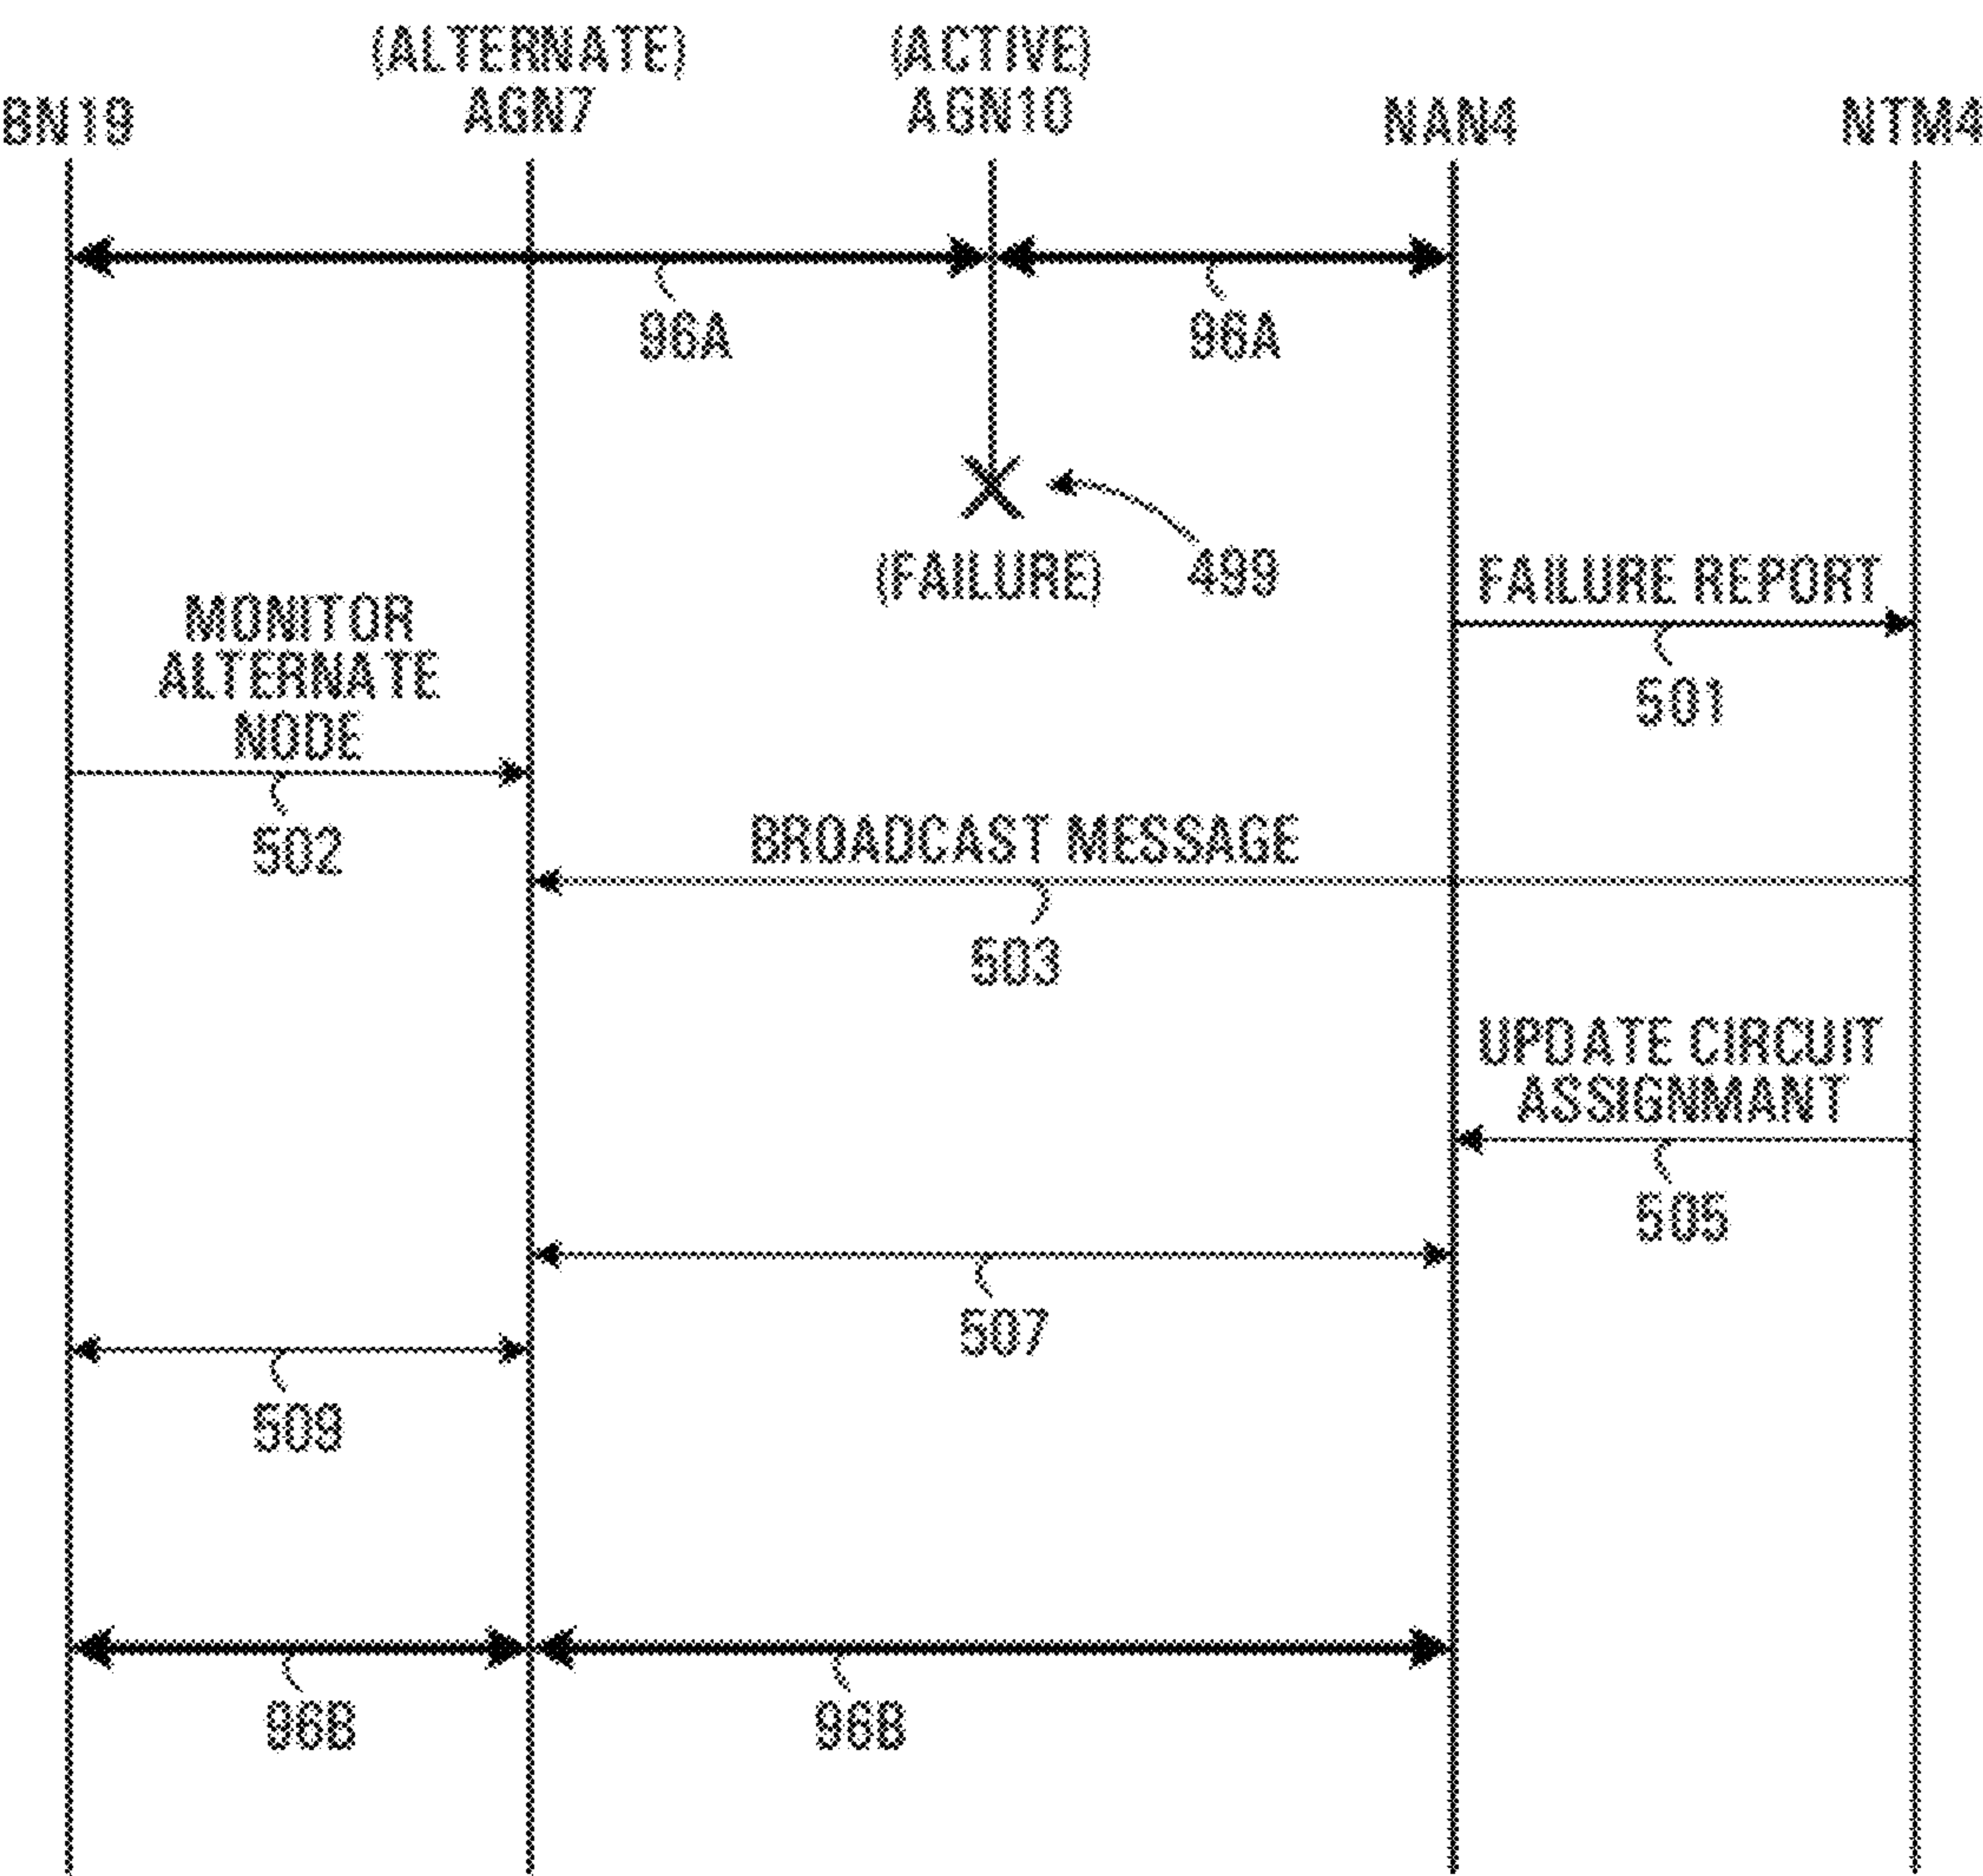 (ALTERNATE)
(ACTIVE)
BN19
AGN7
AGN10
NAN4
NTM4
96A
96A
(FAILURE)
499
FAILURE REPORT
501
MONITOR
ALTERNATE
NODE
502
BROADCAST MESSAGE
503
UPDATE CIRCUIT
ASSIGNMANT
505
507
509
96B
96B